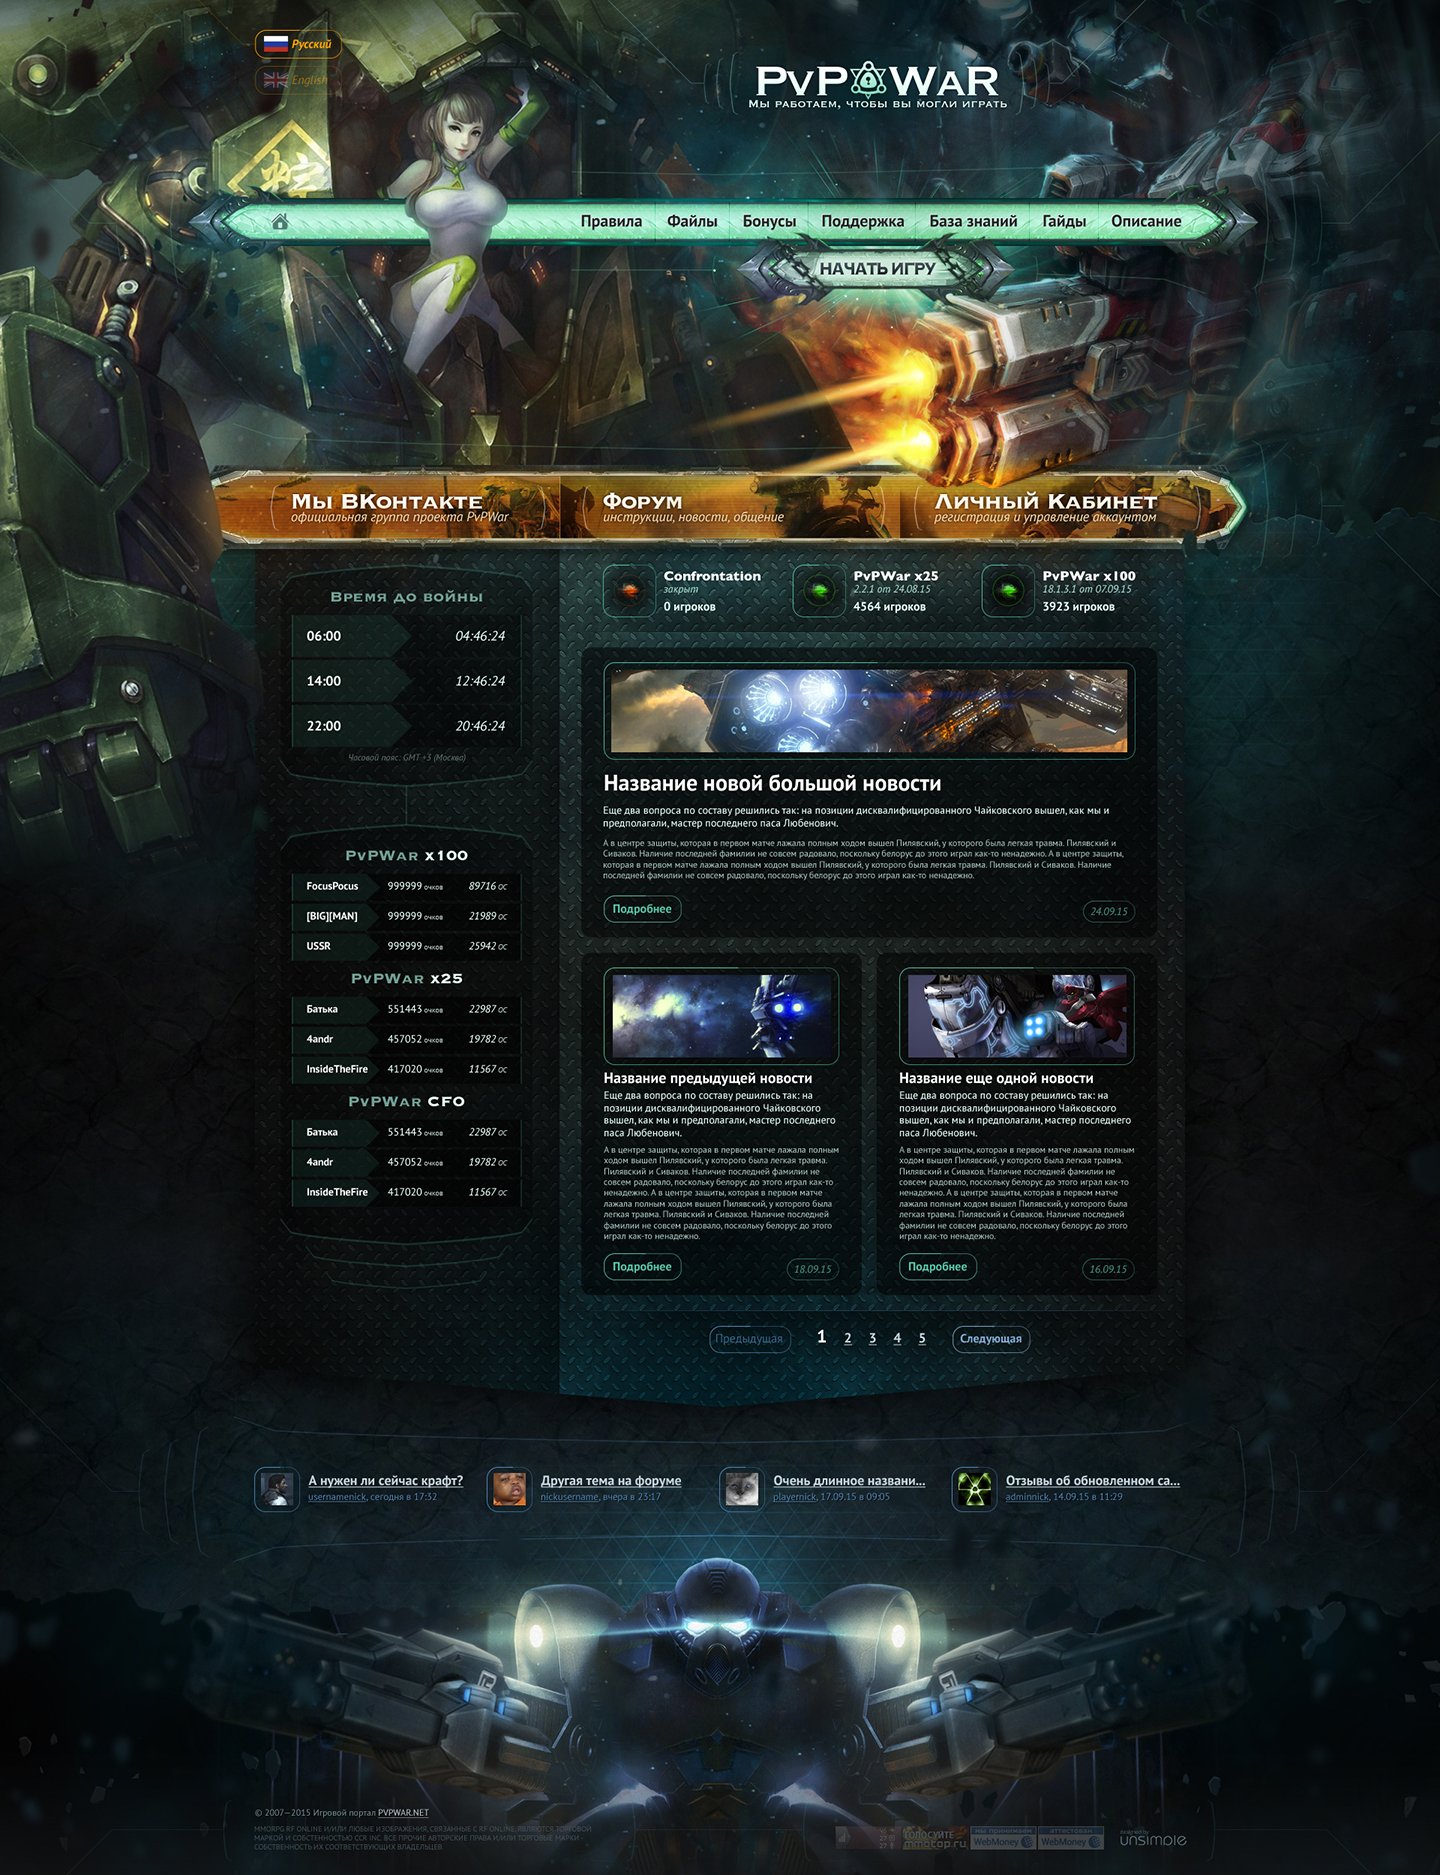 Русский
English
PvPWaR
Мы работаем, чтобы вы могли играть
Правила Файлы Бонусы Поддержка База знаний Гайды Описание
НАЧАТЬ ИГРУ
Мы ВКонтакте
официальная группа проекта PvPWar
Форум
инструкции, новости, общение
Личный Кабинет
регистрация и управление аккаунтом
Время до войны
06:00 04:46:24
14:00 12:46:24
22:00 20:46:24
Часовой пояс: GMT +3 (Москва)
PvPWar x100
FocusPocus 999999 очков 89716 ОС
[BIG][MAN] 999999 очков 21989 ОС
USSR 999999 очков 25942 ОС
PvPWar x25
Батька 551443 очков 22987 ОС
4andr 457052 очков 19782 ОС
InsideTheFire 417020 очков 11567 ОС
PvPWar CFO
Батька 551443 очков 22987 ОС
4andr 457052 очков 19782 ОС
InsideTheFire 417020 очков 11567 ОС
Confrontation
закрыт
0 игроков
PvPWar x25
2.2.1 от 24.08.15
4564 игроков
PvPWar x100
18.1.3.1 от 07.09.15
3923 игроков
Название новой большой новости
Еще два вопроса по составу решились так: на позиции дисквалифицированного Чайковского вышел, как мы и
предполагали, мастер последнего паса Любенович.
А в центре защиты, которая в первом матче лажала полным ходом вышел Пилявский, у которого была легкая травма. Пилявский и
Сиваков. Наличие последней фамилии не совсем радовало, поскольку белорус до этого играл как-то ненадежно. А в центре защиты,
которая в первом матче лажала полным ходом вышел Пилявский, у которого была легкая травма. Пилявский и Сиваков. Наличие
последней фамилии не совсем радовало, поскольку белорус до этого играл как-то ненадежно.
Подробнее 24.09.15
Название предыдущей новости
Еще два вопроса по составу решились так: на
позиции дисквалифицированного Чайковского
вышел, как мы и предполагали, мастер последнего
паса Любенович.
А в центре защиты, которая в первом матче лажала полным
ходом вышел Пилявский, у которого была легкая травма.
Пилявский и Сиваков. Наличие последней фамилии не
совсем радовало, поскольку белорус до этого играл как-то
ненадежно. А в центре защиты, которая в первом матче
лажала полным ходом вышел Пилявский, у которого была
легкая травма. Пилявский и Сиваков. Наличие последней
фамилии не совсем радовало, поскольку белорус до этого
играл как-то ненадежно.
Подробнее 18.09.15
Название еще одной новости
Еще два вопроса по составу решились так: на
позиции дисквалифицированного Чайковского
вышел, как мы и предполагали, мастер последнего
паса Любенович.
А в центре защиты, которая в первом матче лажала полным
ходом вышел Пилявский, у которого была легкая травма.
Пилявский и Сиваков. Наличие последней фамилии не
совсем радовало, поскольку белорус до этого играл как-то
ненадежно. А в центре защиты, которая в первом матче
лажала полным ходом вышел Пилявский, у которого была
легкая травма. Пилявский и Сиваков. Наличие последней
фамилии не совсем радовало, поскольку белорус до этого
играл как-то ненадежно.
Подробнее 16.09.15
Предыдущая 1 2 3 4 5 Следующая
А нужен ли сейчас крафт?
usernamenick, сегодня в 17:32
Другая тема на форуме
nickusername, вчера в 23:17
Очень длинное названи...
playernick, 17.09.15 в 09:05
Отзывы об обновленном са...
adminnick, 14.09.15 в 11:29
© 2007—2015 Игровой портал PVPWAR.NET
MMORPG RF ONLINE И/ИЛИ ЛЮБЫЕ ИЗОБРАЖЕНИЯ, СВЯЗАННЫЕ С RF ONLINE, ЯВЛЯЮТСЯ ТОРГОВОЙ
МАРКОЙ И СОБСТЕННОСТЬЮ CCR INC. ВСЕ ПРОЧИЕ АВТОРСКИЕ ПРАВА И/ИЛИ ТОРГОВЫЕ МАРКИ -
СОБСТВЕННОСТЬ ИХ СООТВЕТСТВУЮЩИХ ВЛАДЕЛЬЦЕВ.
ГОЛОСУЙТЕ
mmotop.ru
мы принимаем
WebMoney
аттестован
WebMoney
designed by
unsimple